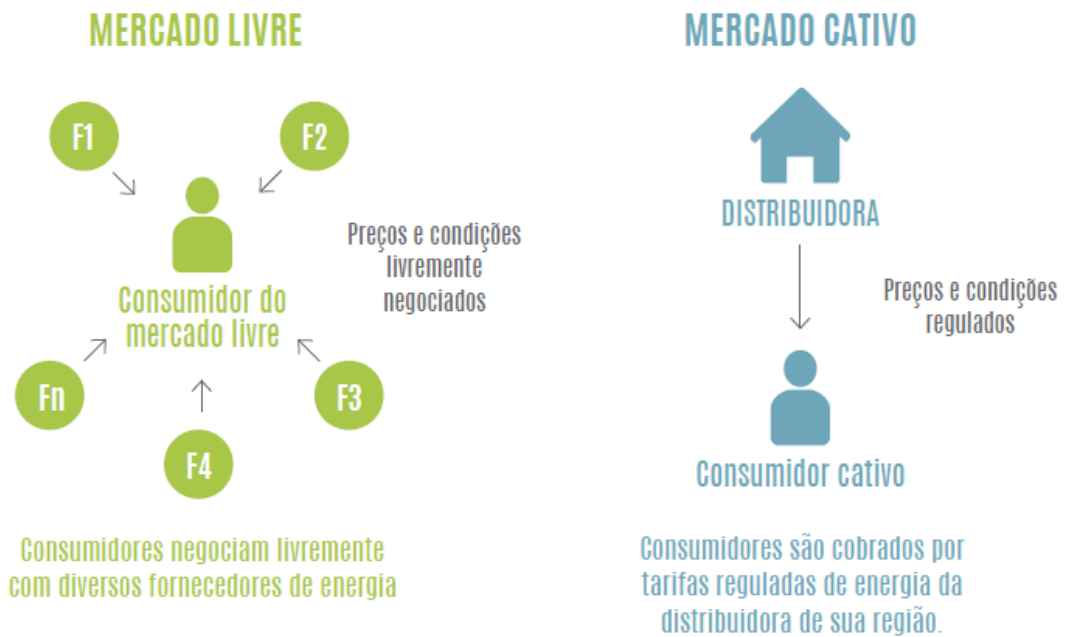 MERCADO LIVRE
F1
F2
Consumidor do
mercado livre
Preços e condições
livremente
negociados
Fn
F3
F4
Consumidores negociam livremente
com diversos fornecedores de energia
MERCADO CATIVO
DISTRIBUIDORA
Preços e condições
regulados
Consumidor cativo
Consumidores são cobrados por
tarifas reguladas de energia da
distribuidora de sua região.